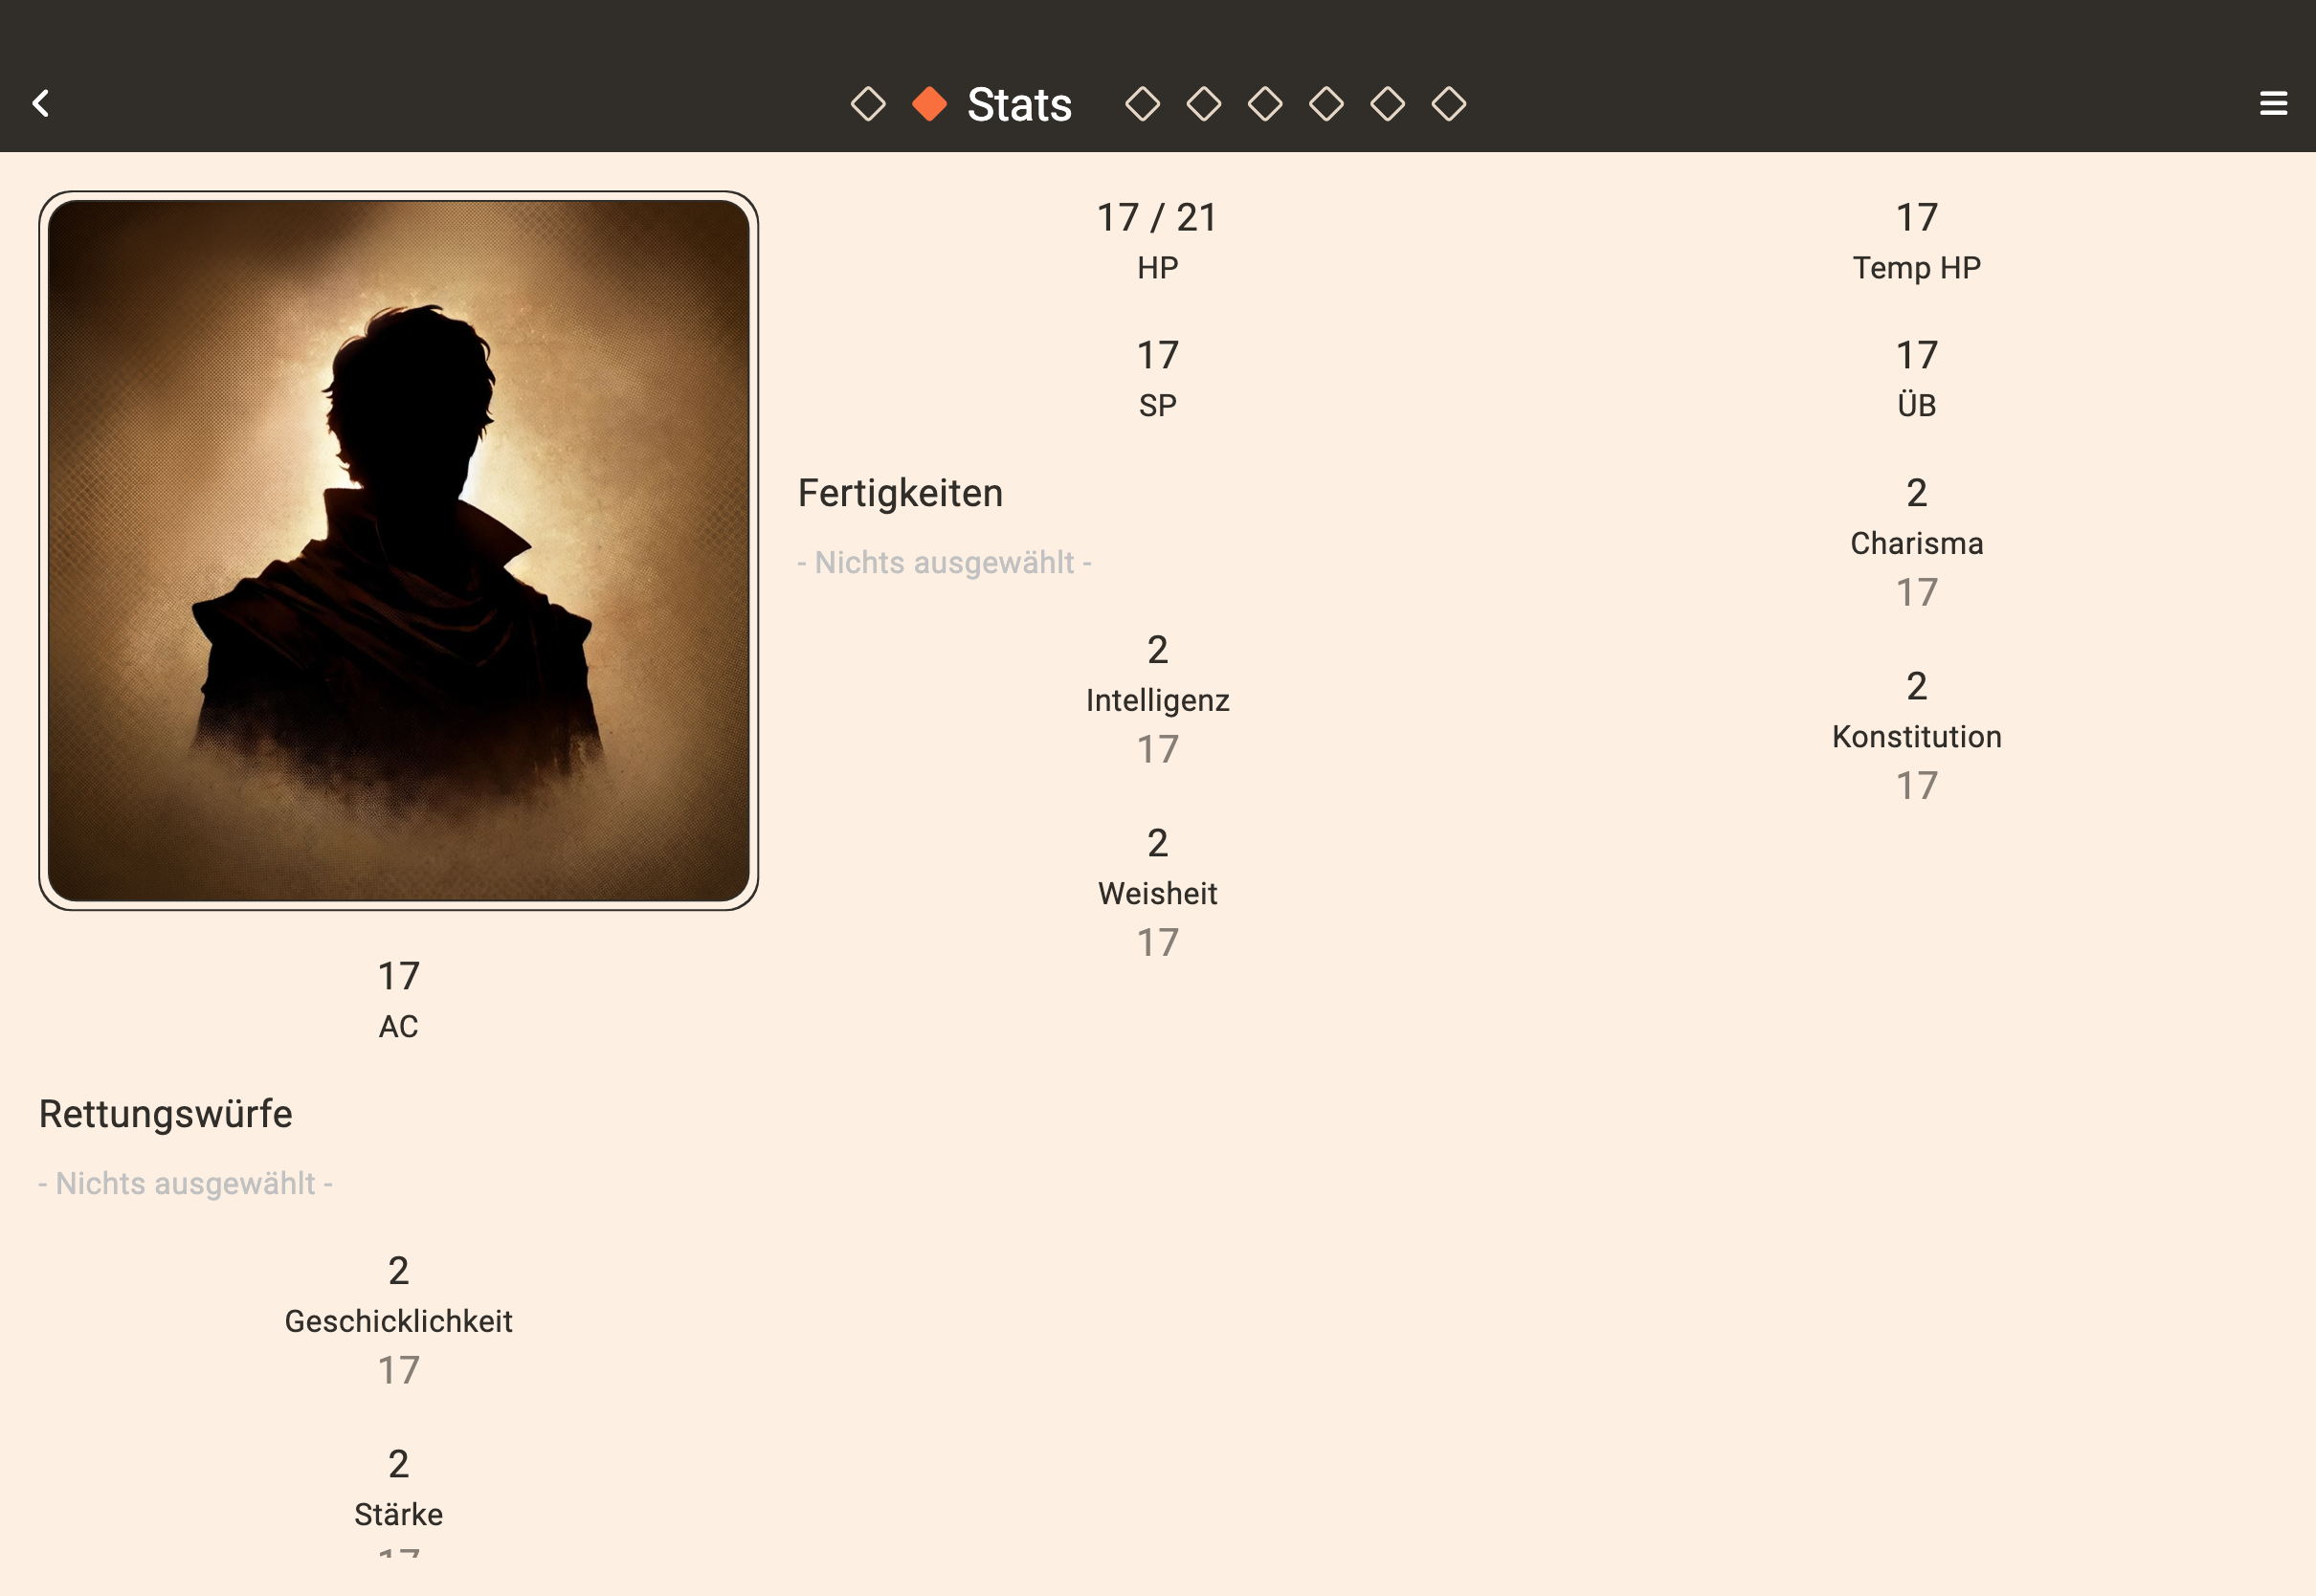 Stats
17 / 21
HP
17
Temp HP
17
SP
17
ÜB
Fertigkeiten
- Nichts ausgewählt -
2
Charisma
17
2
Intelligenz
17
2
Konstitution
17
2
Weisheit
17
17
AC
Rettungswürfe
- Nichts ausgewählt -
2
Geschicklichkeit
17
2
Stärke
17